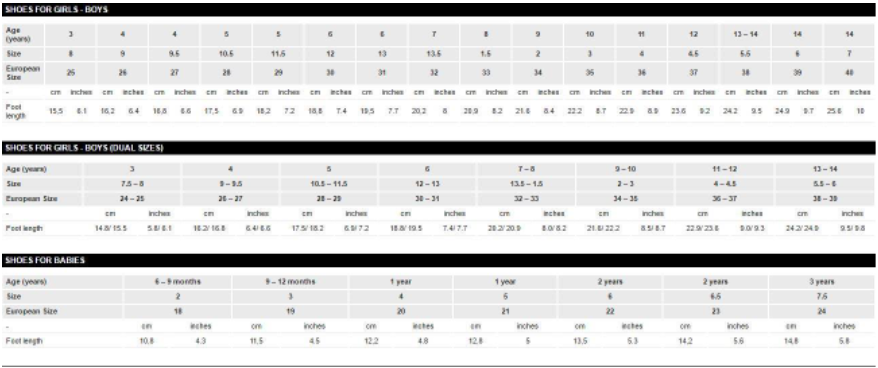 SHOES FOR GIRLS - BOYS
Age (years) 3 4 4 5 5 6 6 7 8 9 10 11 12 13 – 14 14 14
Size 8 9 9.5 10.5 11.5 12 13 13.5 1.5 2 3 4 4.5 5.5 6 7
European Size 25 26 27 28 29 30 31 32 33 34 35 36 37 38 39 40
- cm inches cm inches cm inches cm inches cm inches cm inches cm inches cm inches cm inches cm inches cm inches cm inches cm inches cm inches cm inches cm inches
Foot length 15,5 6.1 16,2 6.4 16,8 6.6 17,5 6.9 18,2 7.2 18,8 7.4 19,5 7.7 20,2 8 20,9 8.2 21.6 8.4 22.2 8.7 22.9 8.9 23.6 9.2 24.2 9.5 24.9 9.7 25.6 10
SHOES FOR GIRLS - BOYS (DUAL SIZES)
Age (years) 3 4 5 6 7 – 8 9 – 10 11 – 12 13 – 14
Size 7.5 – 8 9 – 9.5 10.5 – 11.5 12 – 13 13.5 – 1.5 2 – 3 4 – 4.5 5.5 – 6
European Size 24 – 25 26 – 27 28 – 29 30 – 31 32 – 33 34 – 35 36 – 37 38 – 39
- cm inches cm inches cm inches cm inches cm inches cm inches cm inches cm inches
Foot length 14.8/ 15.5 5.8/ 6.1 16.2/ 16.8 6.4/ 6.6 17.5/ 18.2 6.9/ 7.2 18.8/ 19.5 7.4/ 7.7 20.2/ 20.9 8.0/ 8.2 21.6/ 22.2 8.5/ 8.7 22.9/ 23.6 9.0/ 9.3 24.2/ 24.9 9.5/ 9.8
SHOES FOR BABIES
Age (years) 6 – 9 months 9 – 12 months 1 year 1 year 2 years 2 years 3 years
Size 2 3 4 5 6 6.5 7.5
European Size 18 19 20 21 22 23 24
- cm inches cm inches cm inches cm inches cm inches cm inches cm inches
Foot length 10,8 4.3 11,5 4.5 12,2 4.8 12,8 5 13,5 5.3 14,2 5.6 14,8 5.8